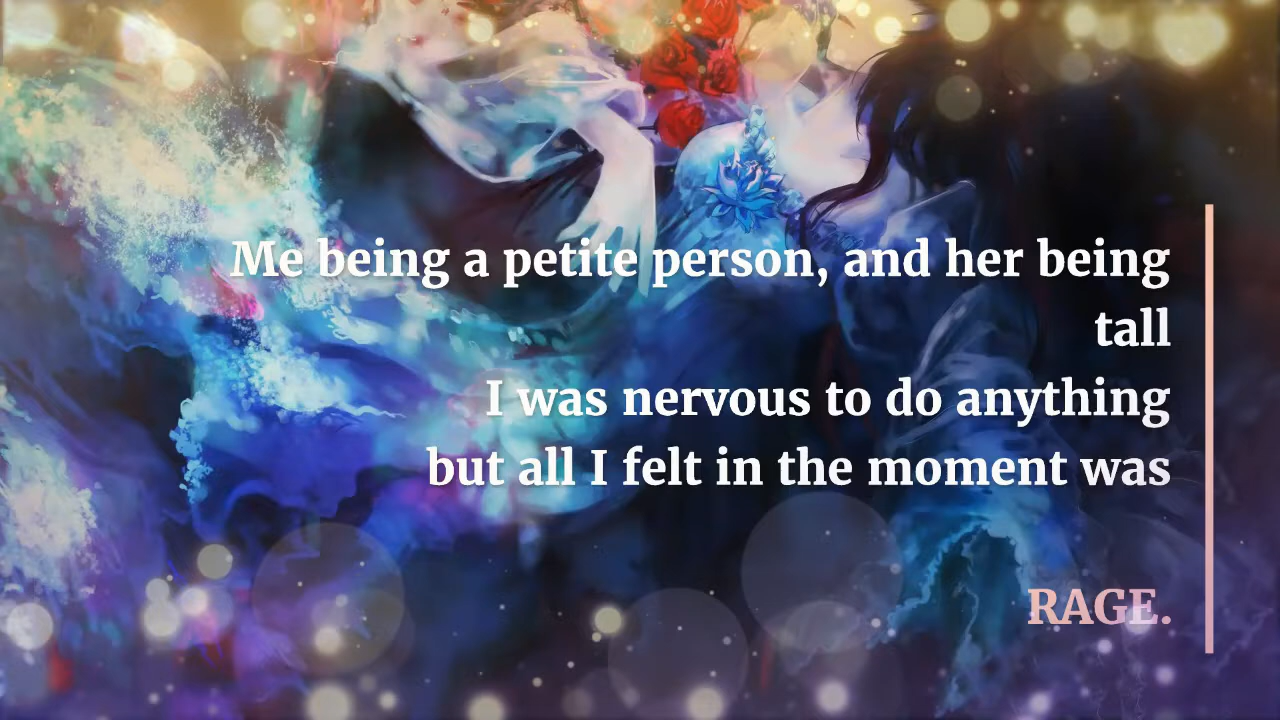 Me being a petite person, and her being
tall
I was nervous to do anything
but all I felt in the moment was
RAGE.